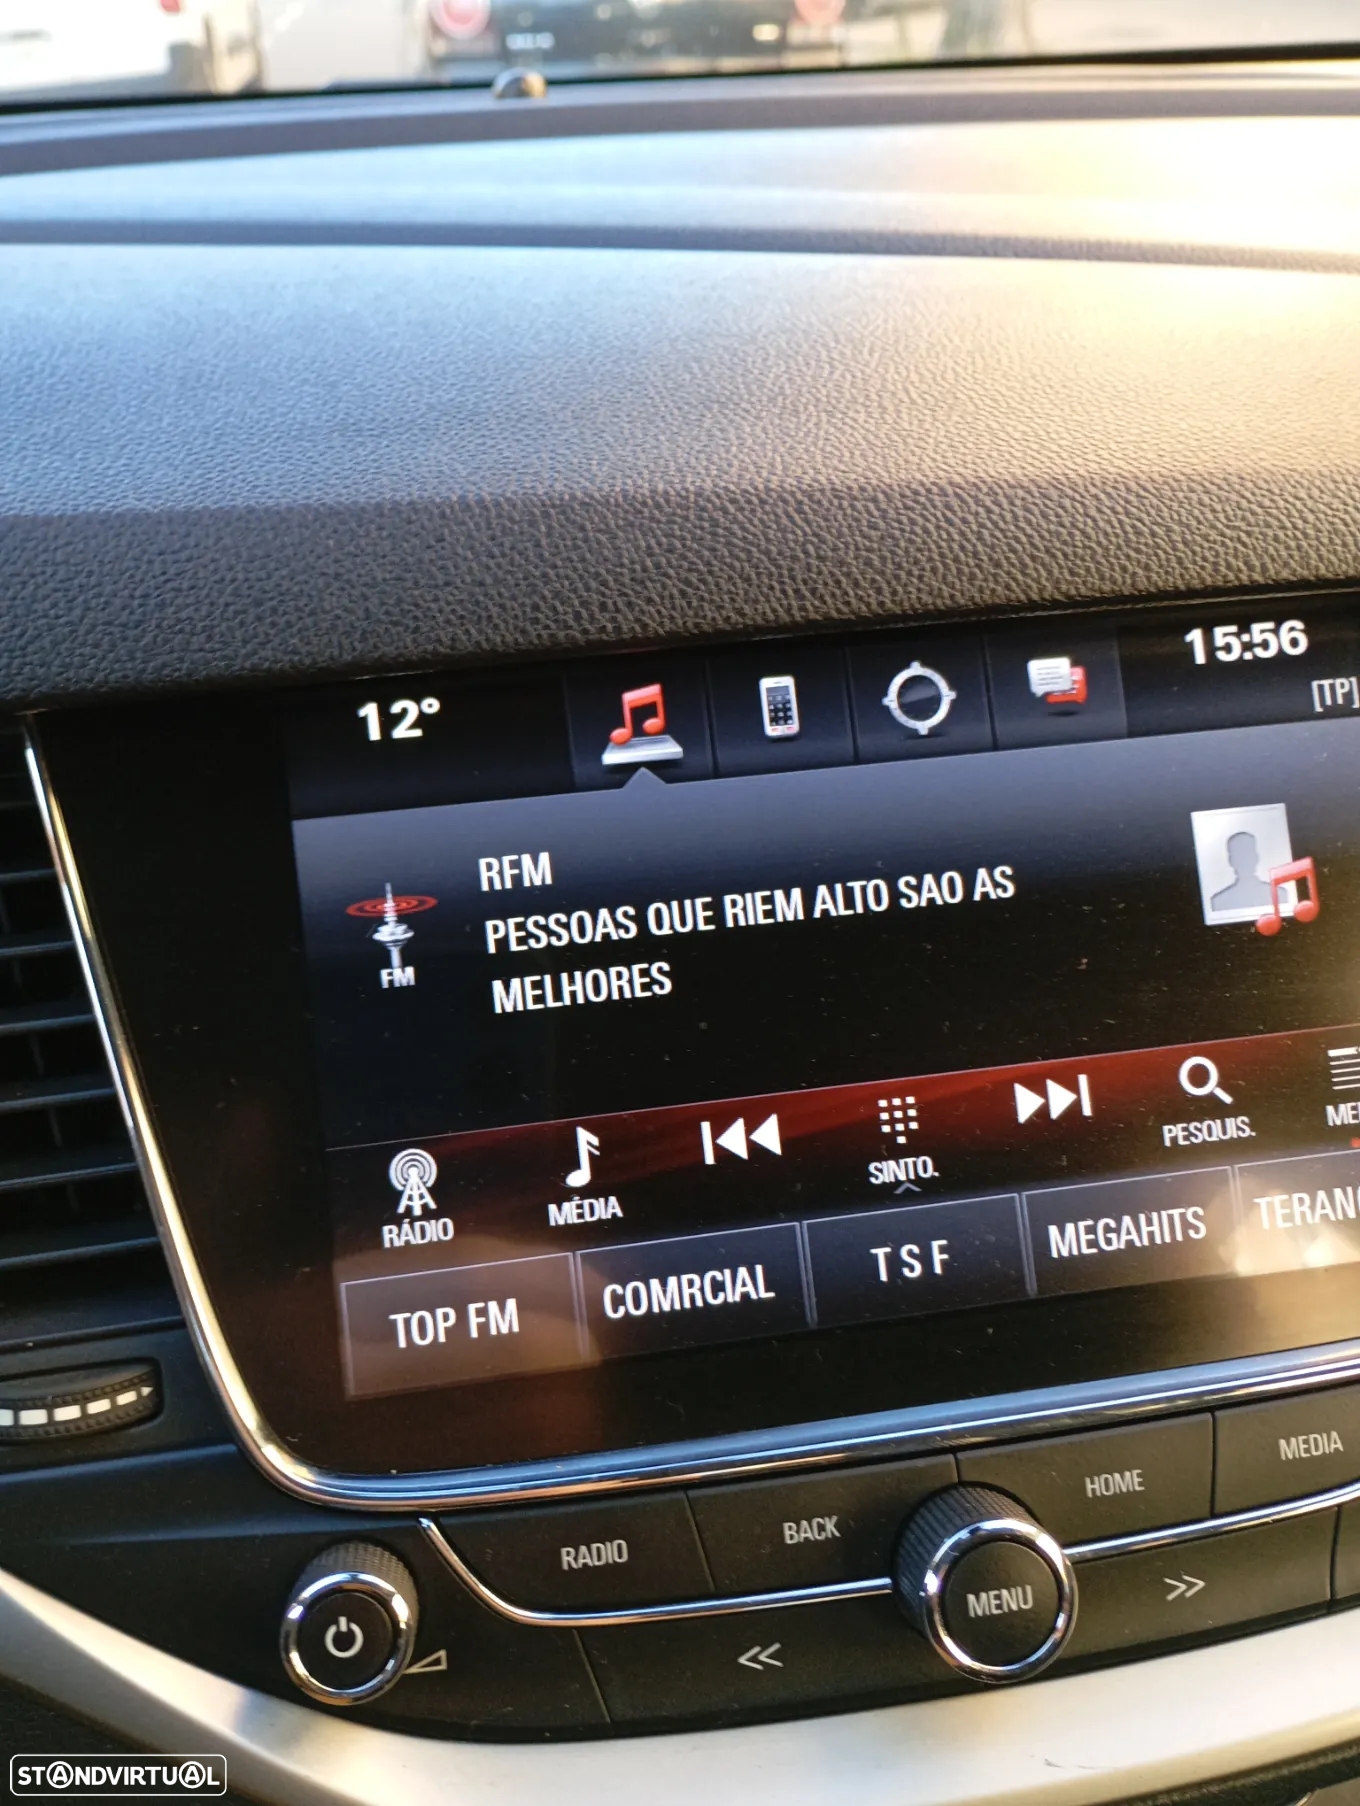 12°
15:56
[TP]
RFM
PESSOAS QUE RIEM ALTO SAO AS
MELHORES
FM
RÁDIO
MÉDIA
SINTO.
PESQUIS.
TOP FM
COMRCIAL
T S F
MEGAHITS
RADIO
BACK
HOME
MEDIA
MENU
STANDVIRTUAL